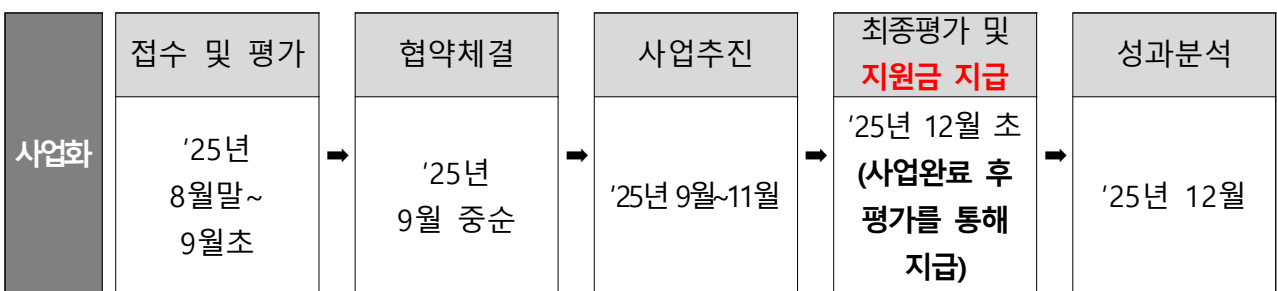 사업화
접수 및 평가
'25년
8월말~
9월초
➡
협약체결
'25년
9월 중순
➡
사업추진
'25년 9월~11월
➡
최종평가 및
지원금 지급
'25년 12월 초
(사업완료 후
평가를 통해
지급)
➡
성과분석
'25년 12월